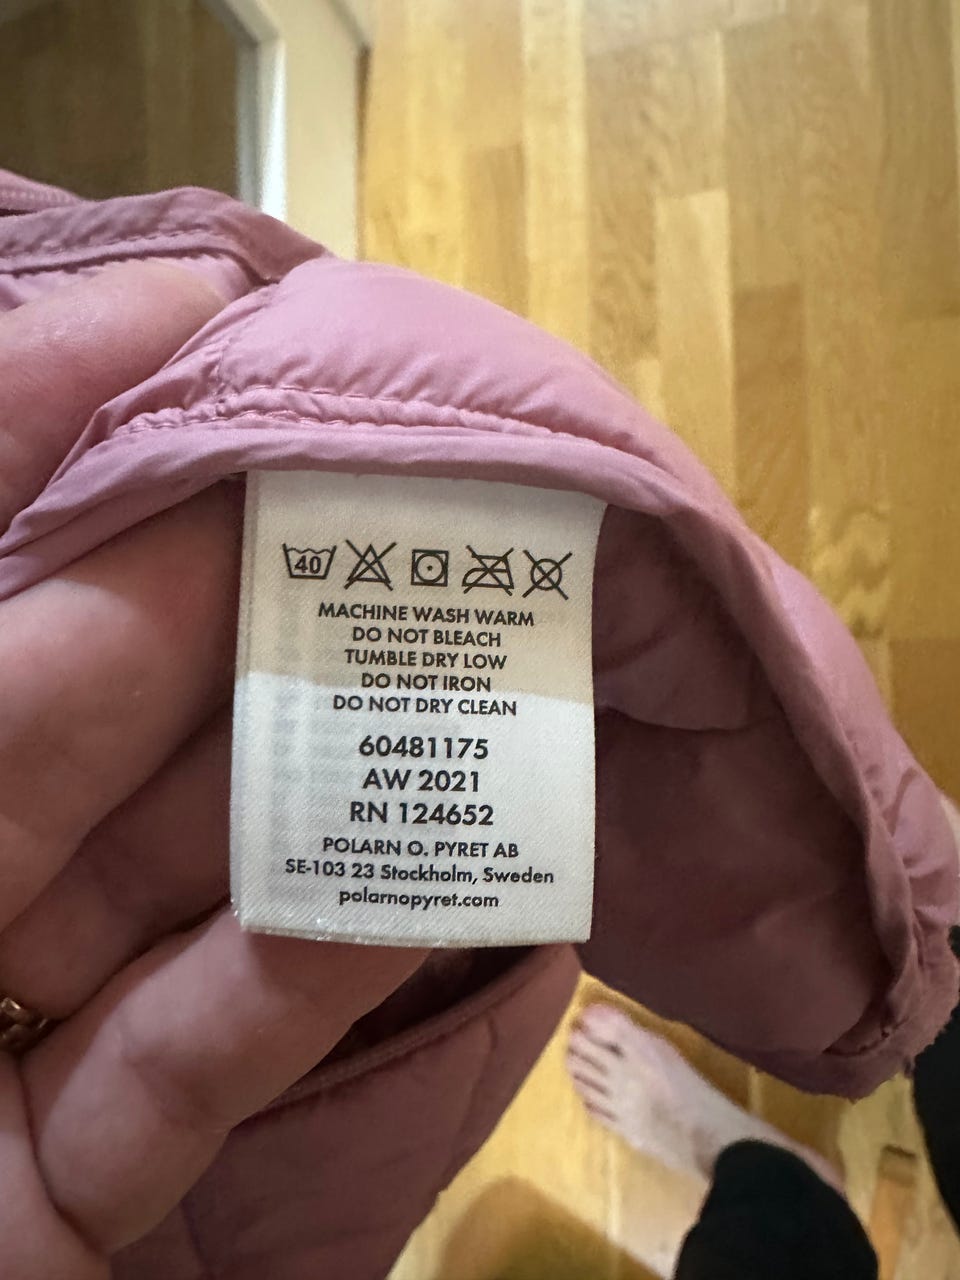 40
MACHINE WASH WARM
DO NOT BLEACH
TUMBLE DRY LOW
DO NOT IRON
DO NOT DRY CLEAN
60481175
AW 2021
RN 124652
POLARN O. PYRET AB
SE-103 23 Stockholm, Sweden
polarnopyret.com